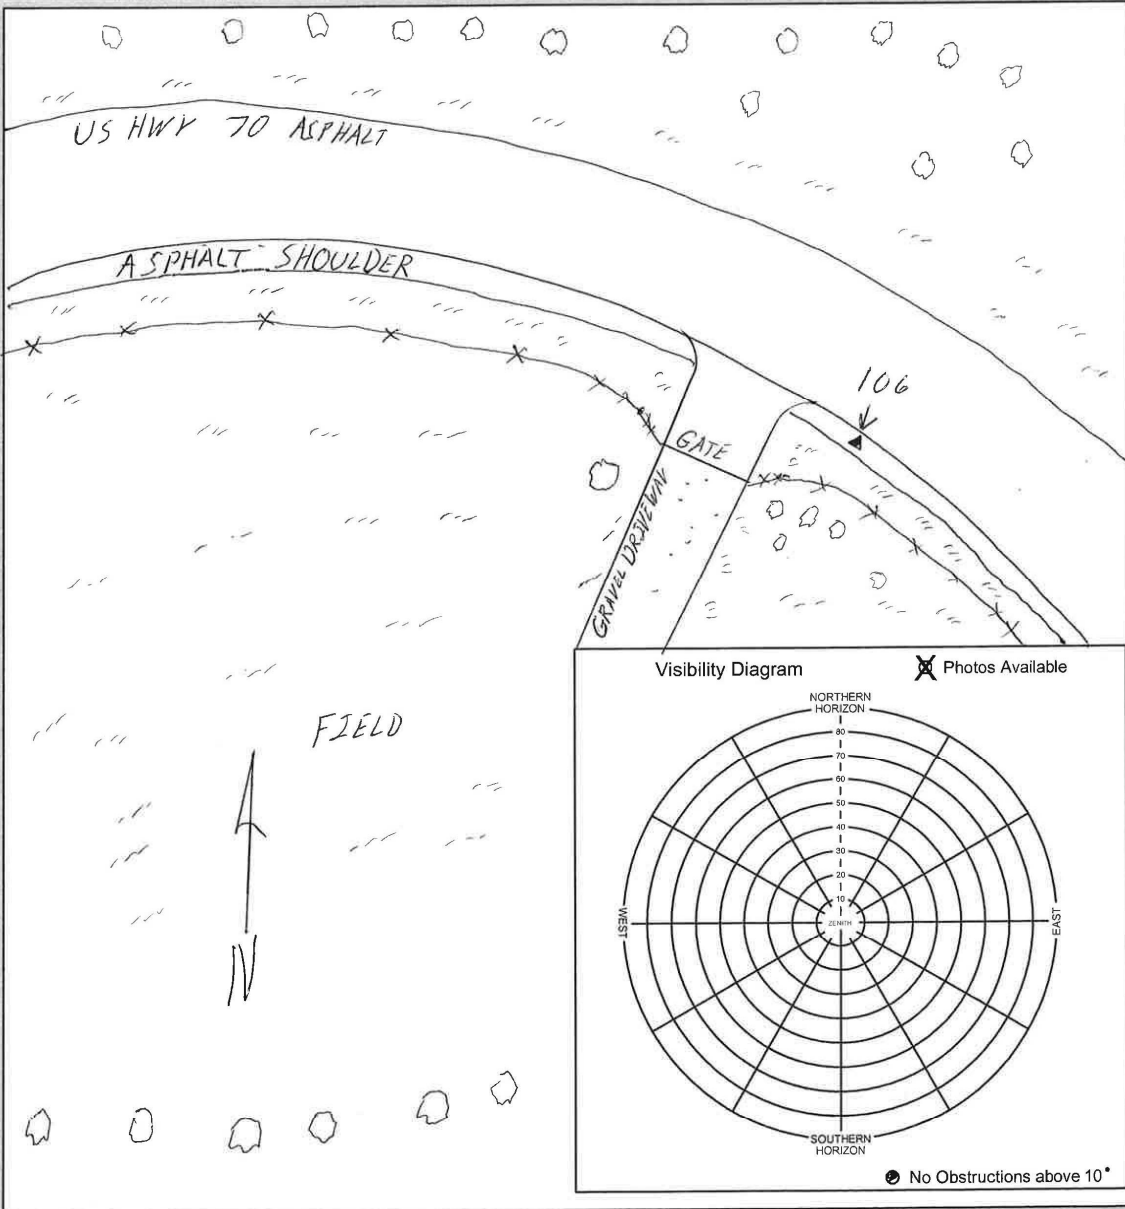 US HWY 70 ASPHALT
ASPHALT SHOULDER
106
GATE
GRAVEL DRIVEWAY
FIELD
N
Visibility Diagram
X Photos Available
NORTHERN
HORIZON
80
70
60
50
40
30
20
10
ZENITH
WEST
EAST
SOUTHERN
HORIZON
No Obstructions above 10°